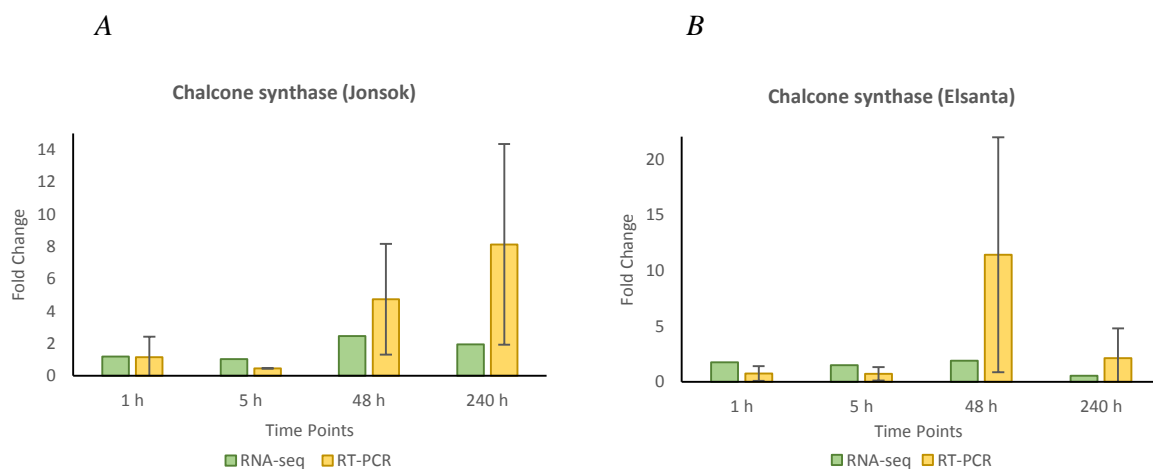 A
Chalcone synthase (Jonsok)
Fold Change
14
12
10
8
6
4
2
0
1 h 5 h 48 h 240 h
Time Points
RNA-seq RT-PCR
B
Chalcone synthase (Elsanta)
Fold Change
20
15
10
5
0
1 h 5 h 48 h 240 h
Time Points
RNA-seq RT-PCR